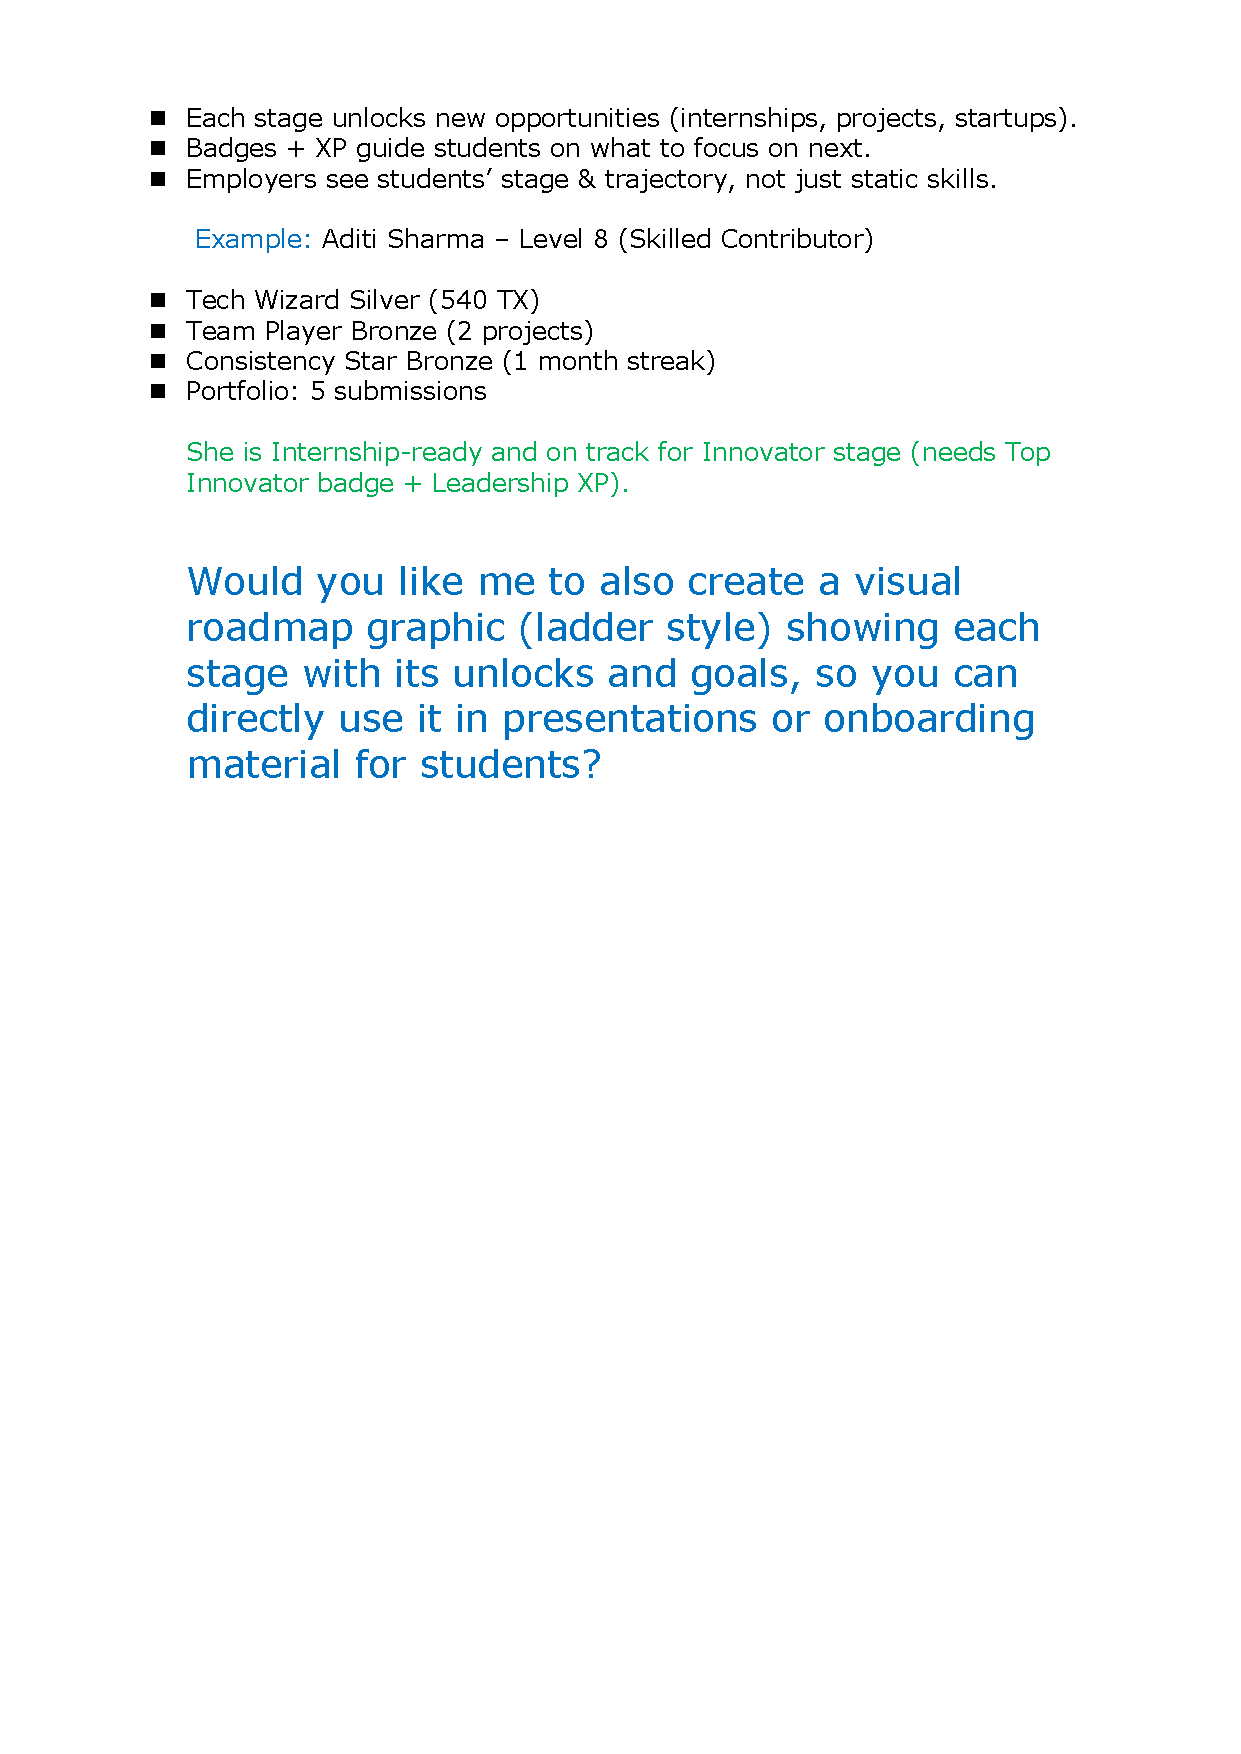 ■ Each stage unlocks new opportunities (internships, projects, startups).
■ Badges + XP guide students on what to focus on next.
■ Employers see students’ stage & trajectory, not just static skills.
Example: Aditi Sharma – Level 8 (Skilled Contributor)
■ Tech Wizard Silver (540 TX)
■ Team Player Bronze (2 projects)
■ Consistency Star Bronze (1 month streak)
■ Portfolio: 5 submissions
She is Internship-ready and on track for Innovator stage (needs Top
Innovator badge + Leadership XP).
Would you like me to also create a visual
roadmap graphic (ladder style) showing each
stage with its unlocks and goals, so you can
directly use it in presentations or onboarding
material for students?